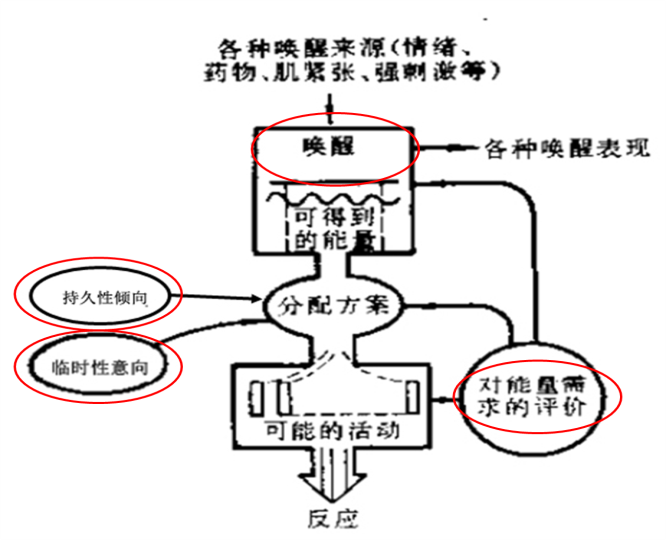 各种唤醒来源(情绪、
药物、肌紧张、强刺激等)
唤醒
各种唤醒表现
可得到
的能量
持久性倾向
分配方案
临时性意向
对能量需
求的评价
可能的活动
反应